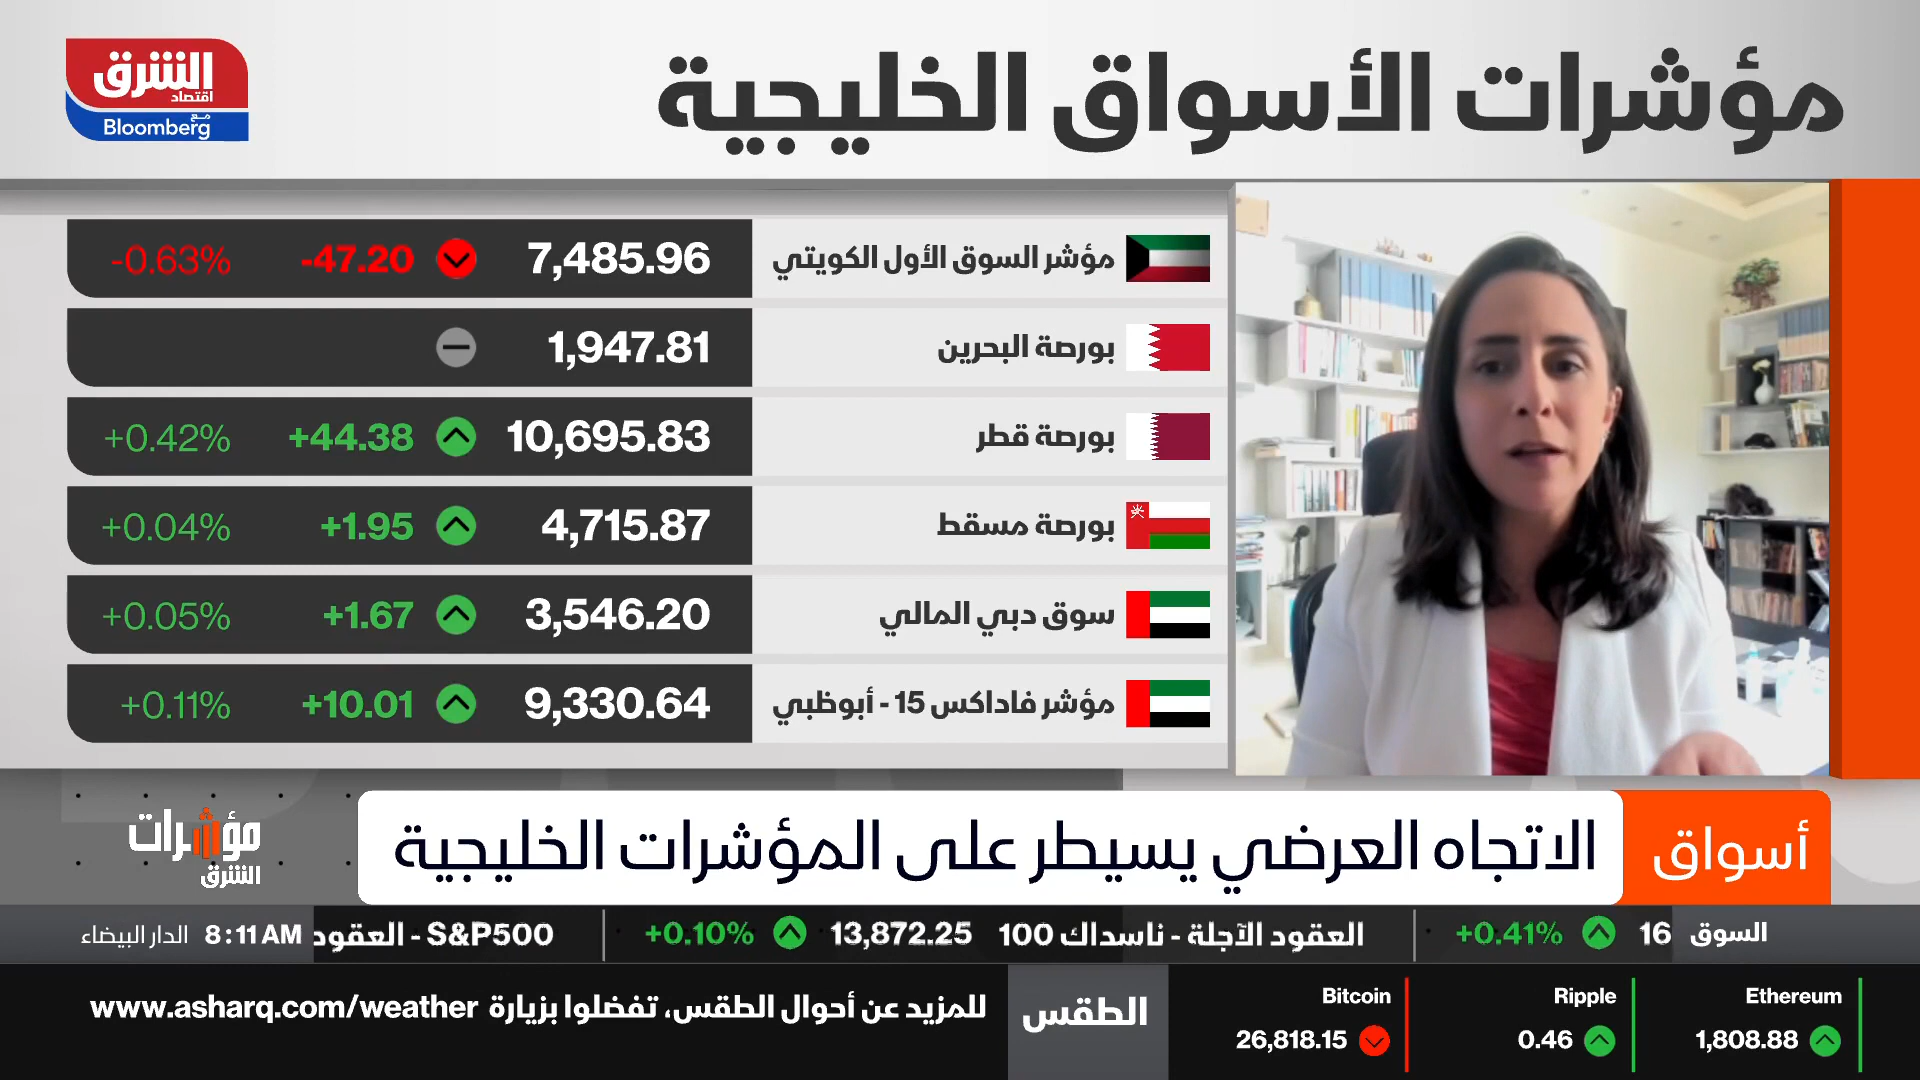 الشرق
اقتصاد
مع
Bloomberg
مؤشرات الأسواق الخليجية
مؤشر السوق الأول الكويتي 7,485.96 -47.20 -0.63%
بورصة البحرين 1,947.81
بورصة قطر 10,695.83 +44.38 +0.42%
بورصة مسقط 4,715.87 +1.95 +0.04%
سوق دبي المالي 3,546.20 +1.67 +0.05%
مؤشر فاداكس 15 - أبوظبي 9,330.64 +10.01 +0.11%
أسواق
الاتجاه العرضي يسيطر على المؤشرات الخليجية
مؤشرات
الشرق
السوق 16 +0.41% العقود الآجلة - ناسداك 100 13,872.25 +0.10% S&P500 - العقود
8:11 AM الدار البيضاء
Ethereum
1,808.88
Ripple
0.46
Bitcoin
26,818.15
الطقس
للمزيد عن أحوال الطقس، تفضلوا بزيارة www.asharq.com/weather